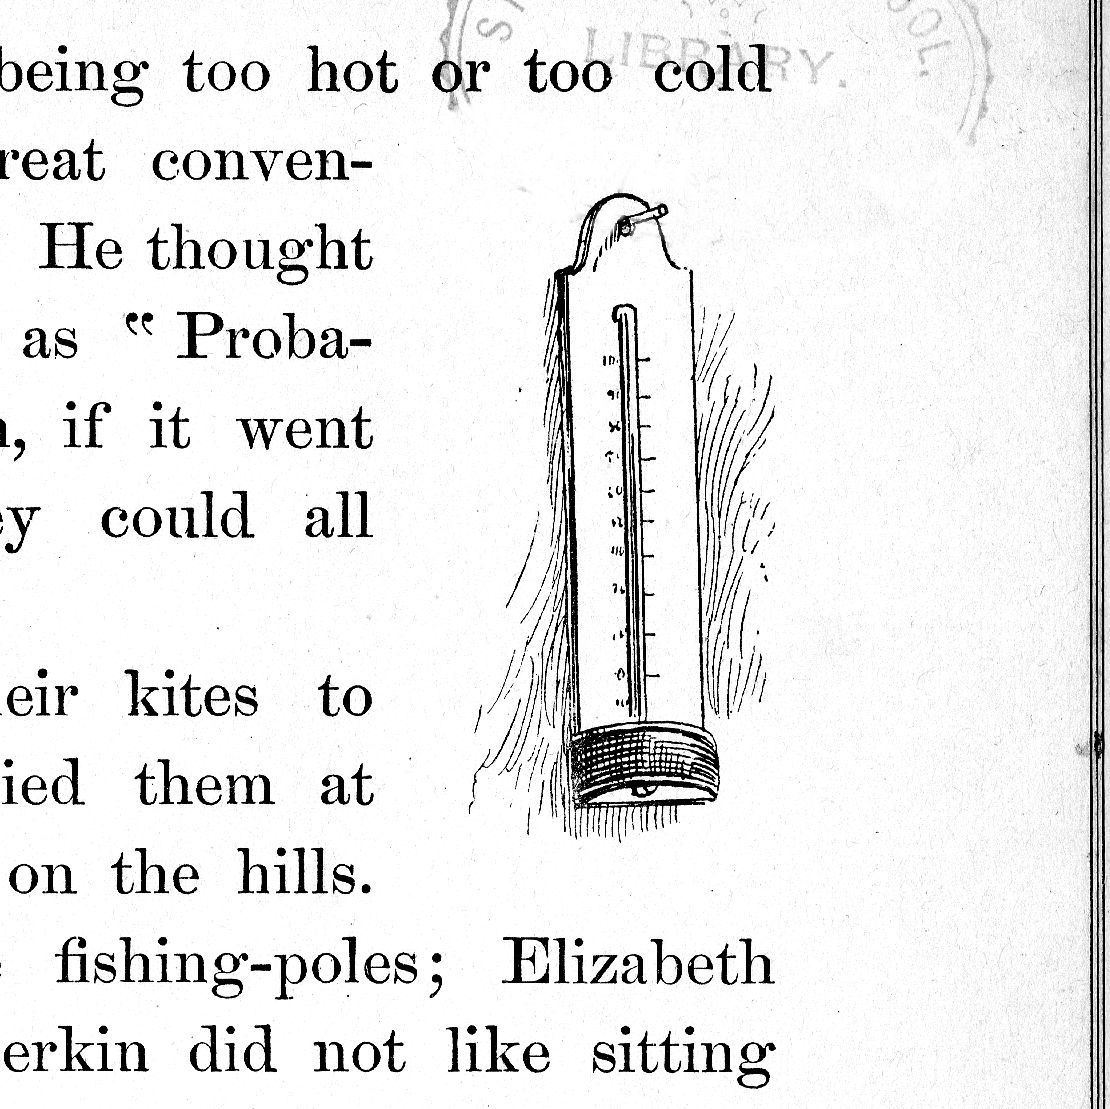 LIBRARY.
being too hot or too cold
reat conven-
He thought
as “ Proba-
, if it went
ey could all
eir kites to
ied them at
on the hills.
fishing-poles; Elizabeth
erkin did not like sitting